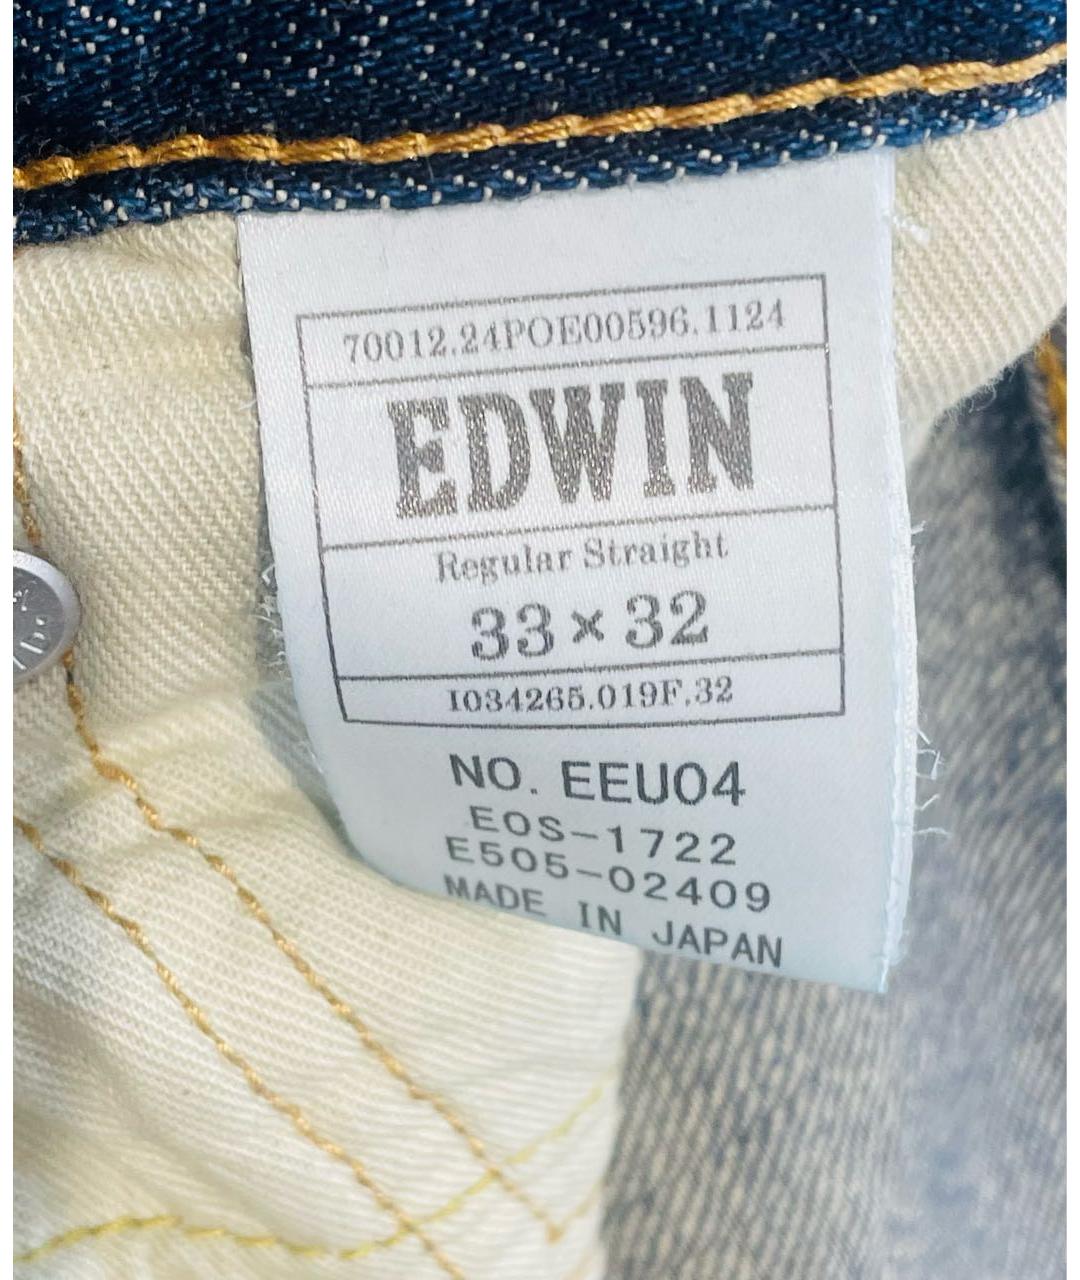 70012.24POE00596.1124
EDWIN
Regular Straight
33 × 32
I034265.019F.32
NO. EEU04
EOS-1722
E505-02409
MADE IN JAPAN